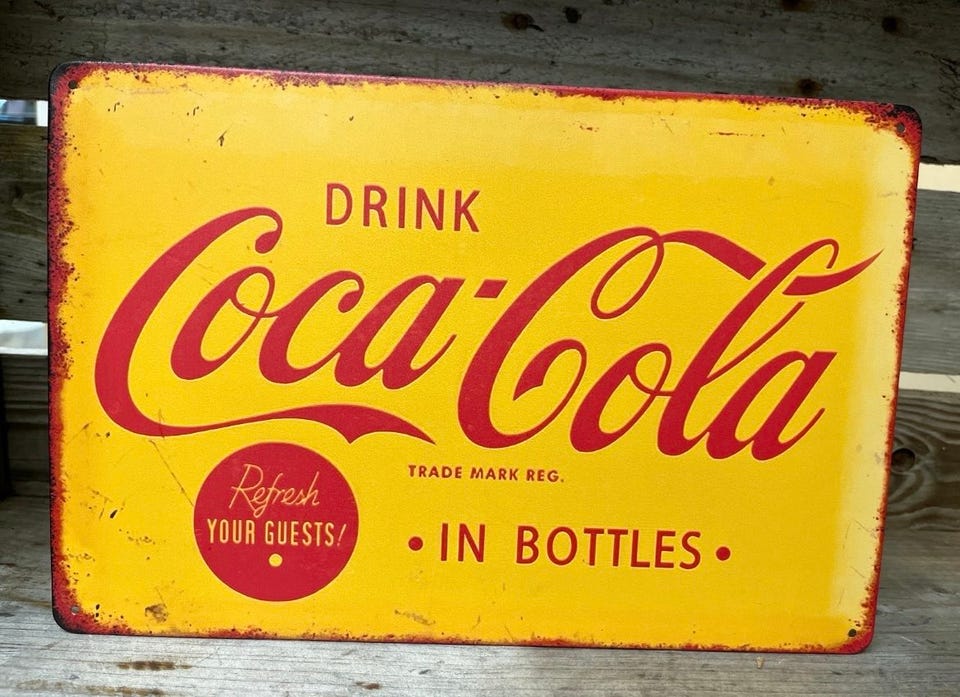 DRINK
Coca-Cola
TRADE MARK REG.
Refresh
YOUR GUESTS!
• IN BOTTLES •